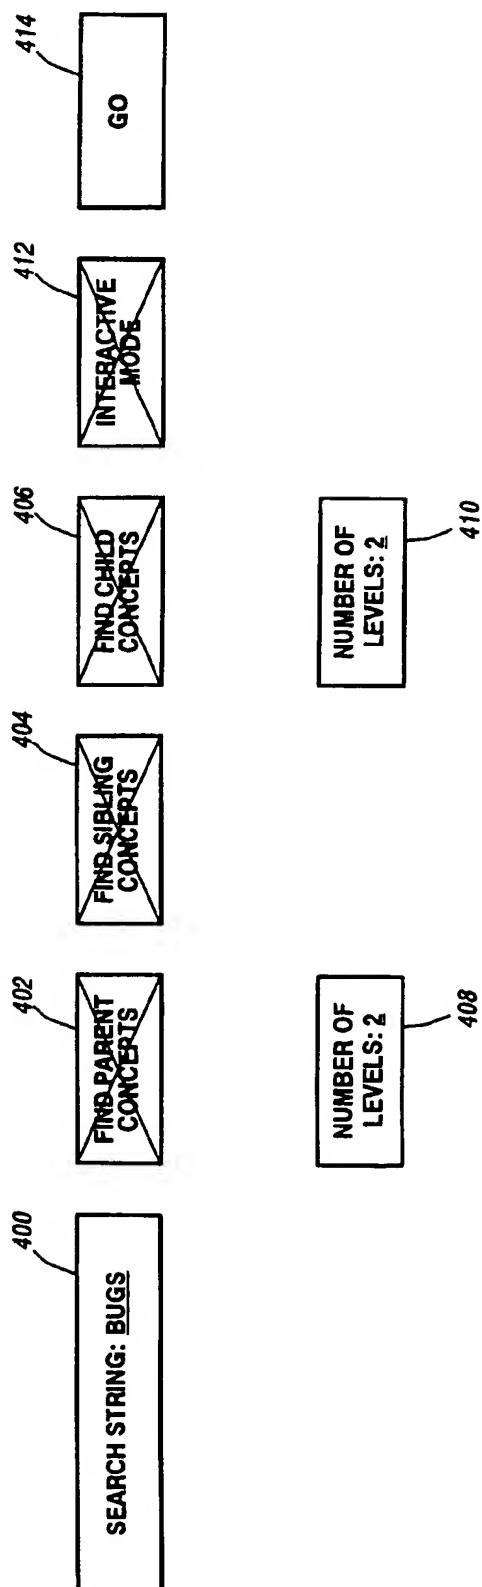 400
SEARCH STRING: BUGS
402
FIND PARENT
CONCEPTS
404
FIND SIBLING
CONCEPTS
406
FIND CHILD
CONCEPTS
412
INTERACTIVE
MODE
414
GO
NUMBER OF
LEVELS: 2
408
NUMBER OF
LEVELS: 2
410